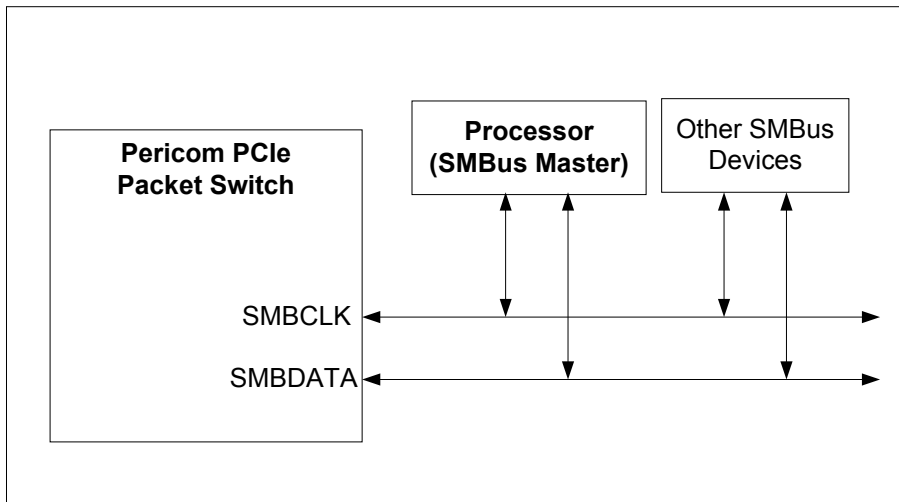 Pericom PCIe
Packet Switch
Processor
(SMBus Master)
Other SMBus
Devices
SMBCLK
SMBDATA